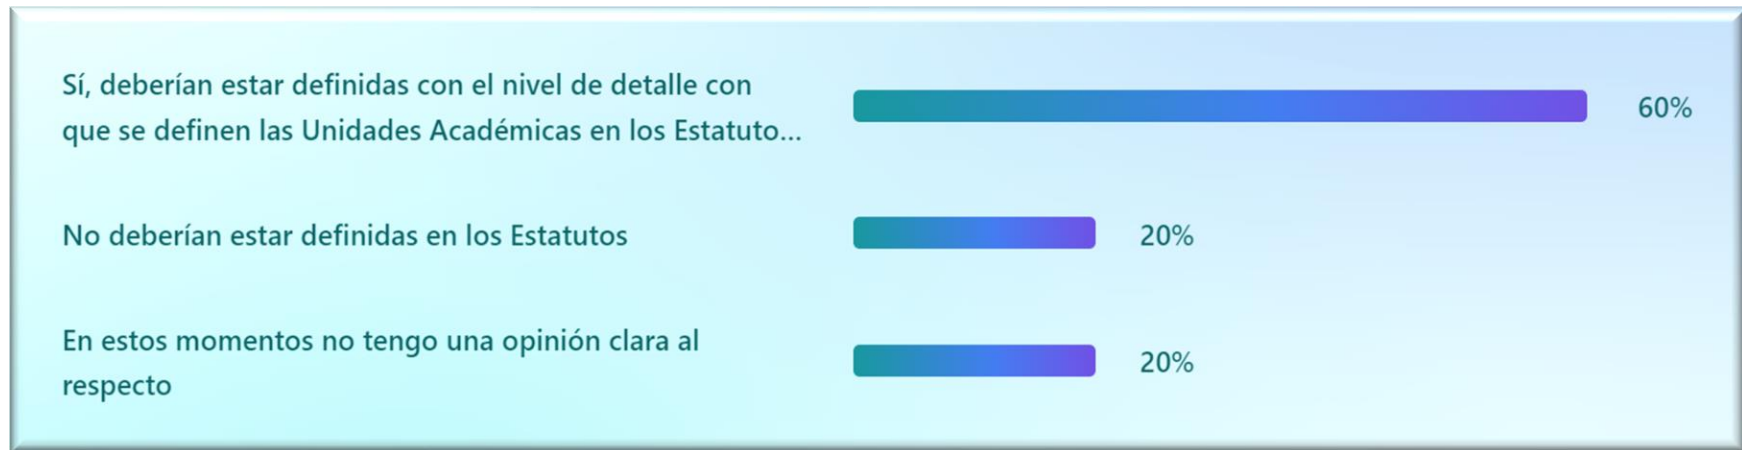 Sí, deberían estar definidas con el nivel de detalle con
que se definen las Unidades Académicas en los Estatuto...
60%
No deberían estar definidas en los Estatutos
20%
En estos momentos no tengo una opinión clara al
respecto
20%